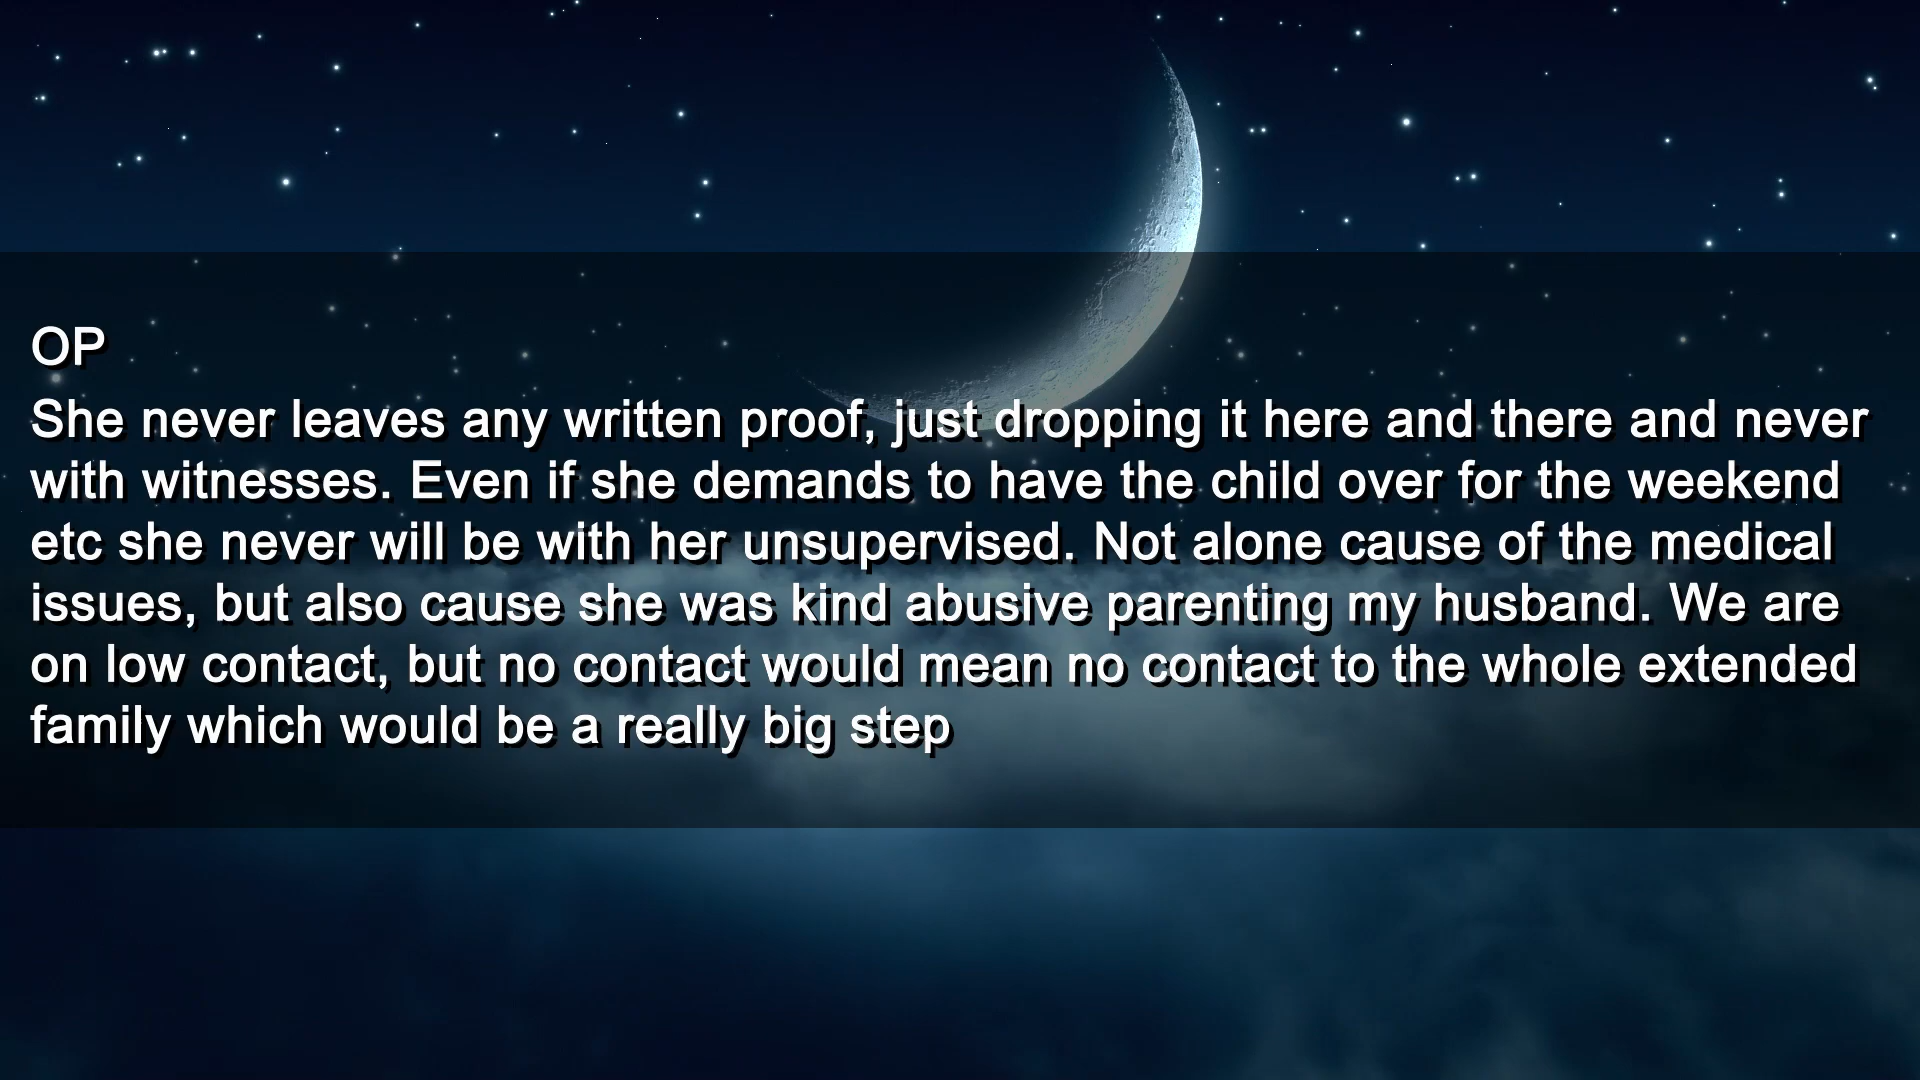 OP
She never leaves any written proof, just dropping it here and there and never
with witnesses. Even if she demands to have the child over for the weekend
etc she never will be with her unsupervised. Not alone cause of the medical
issues, but also cause she was kind abusive parenting my husband. We are
on low contact, but no contact would mean no contact to the whole extended
family which would be a really big step